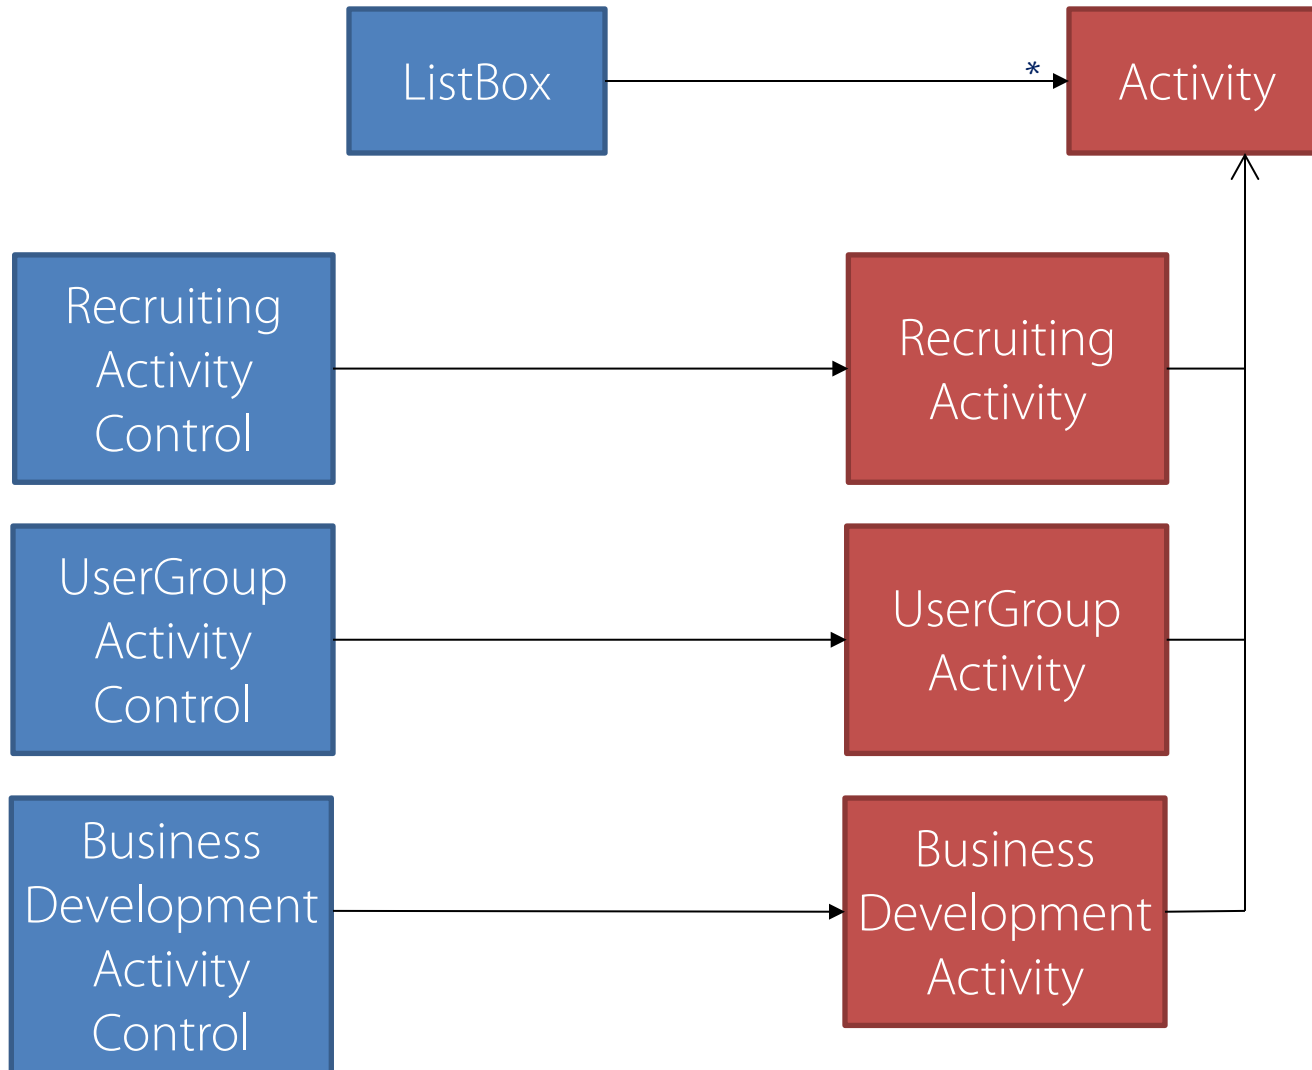 ListBox
*
Activity
Recruiting
Activity
Control
Recruiting
Activity
UserGroup
Activity
Control
UserGroup
Activity
Business
Development
Activity
Control
Business
Development
Activity